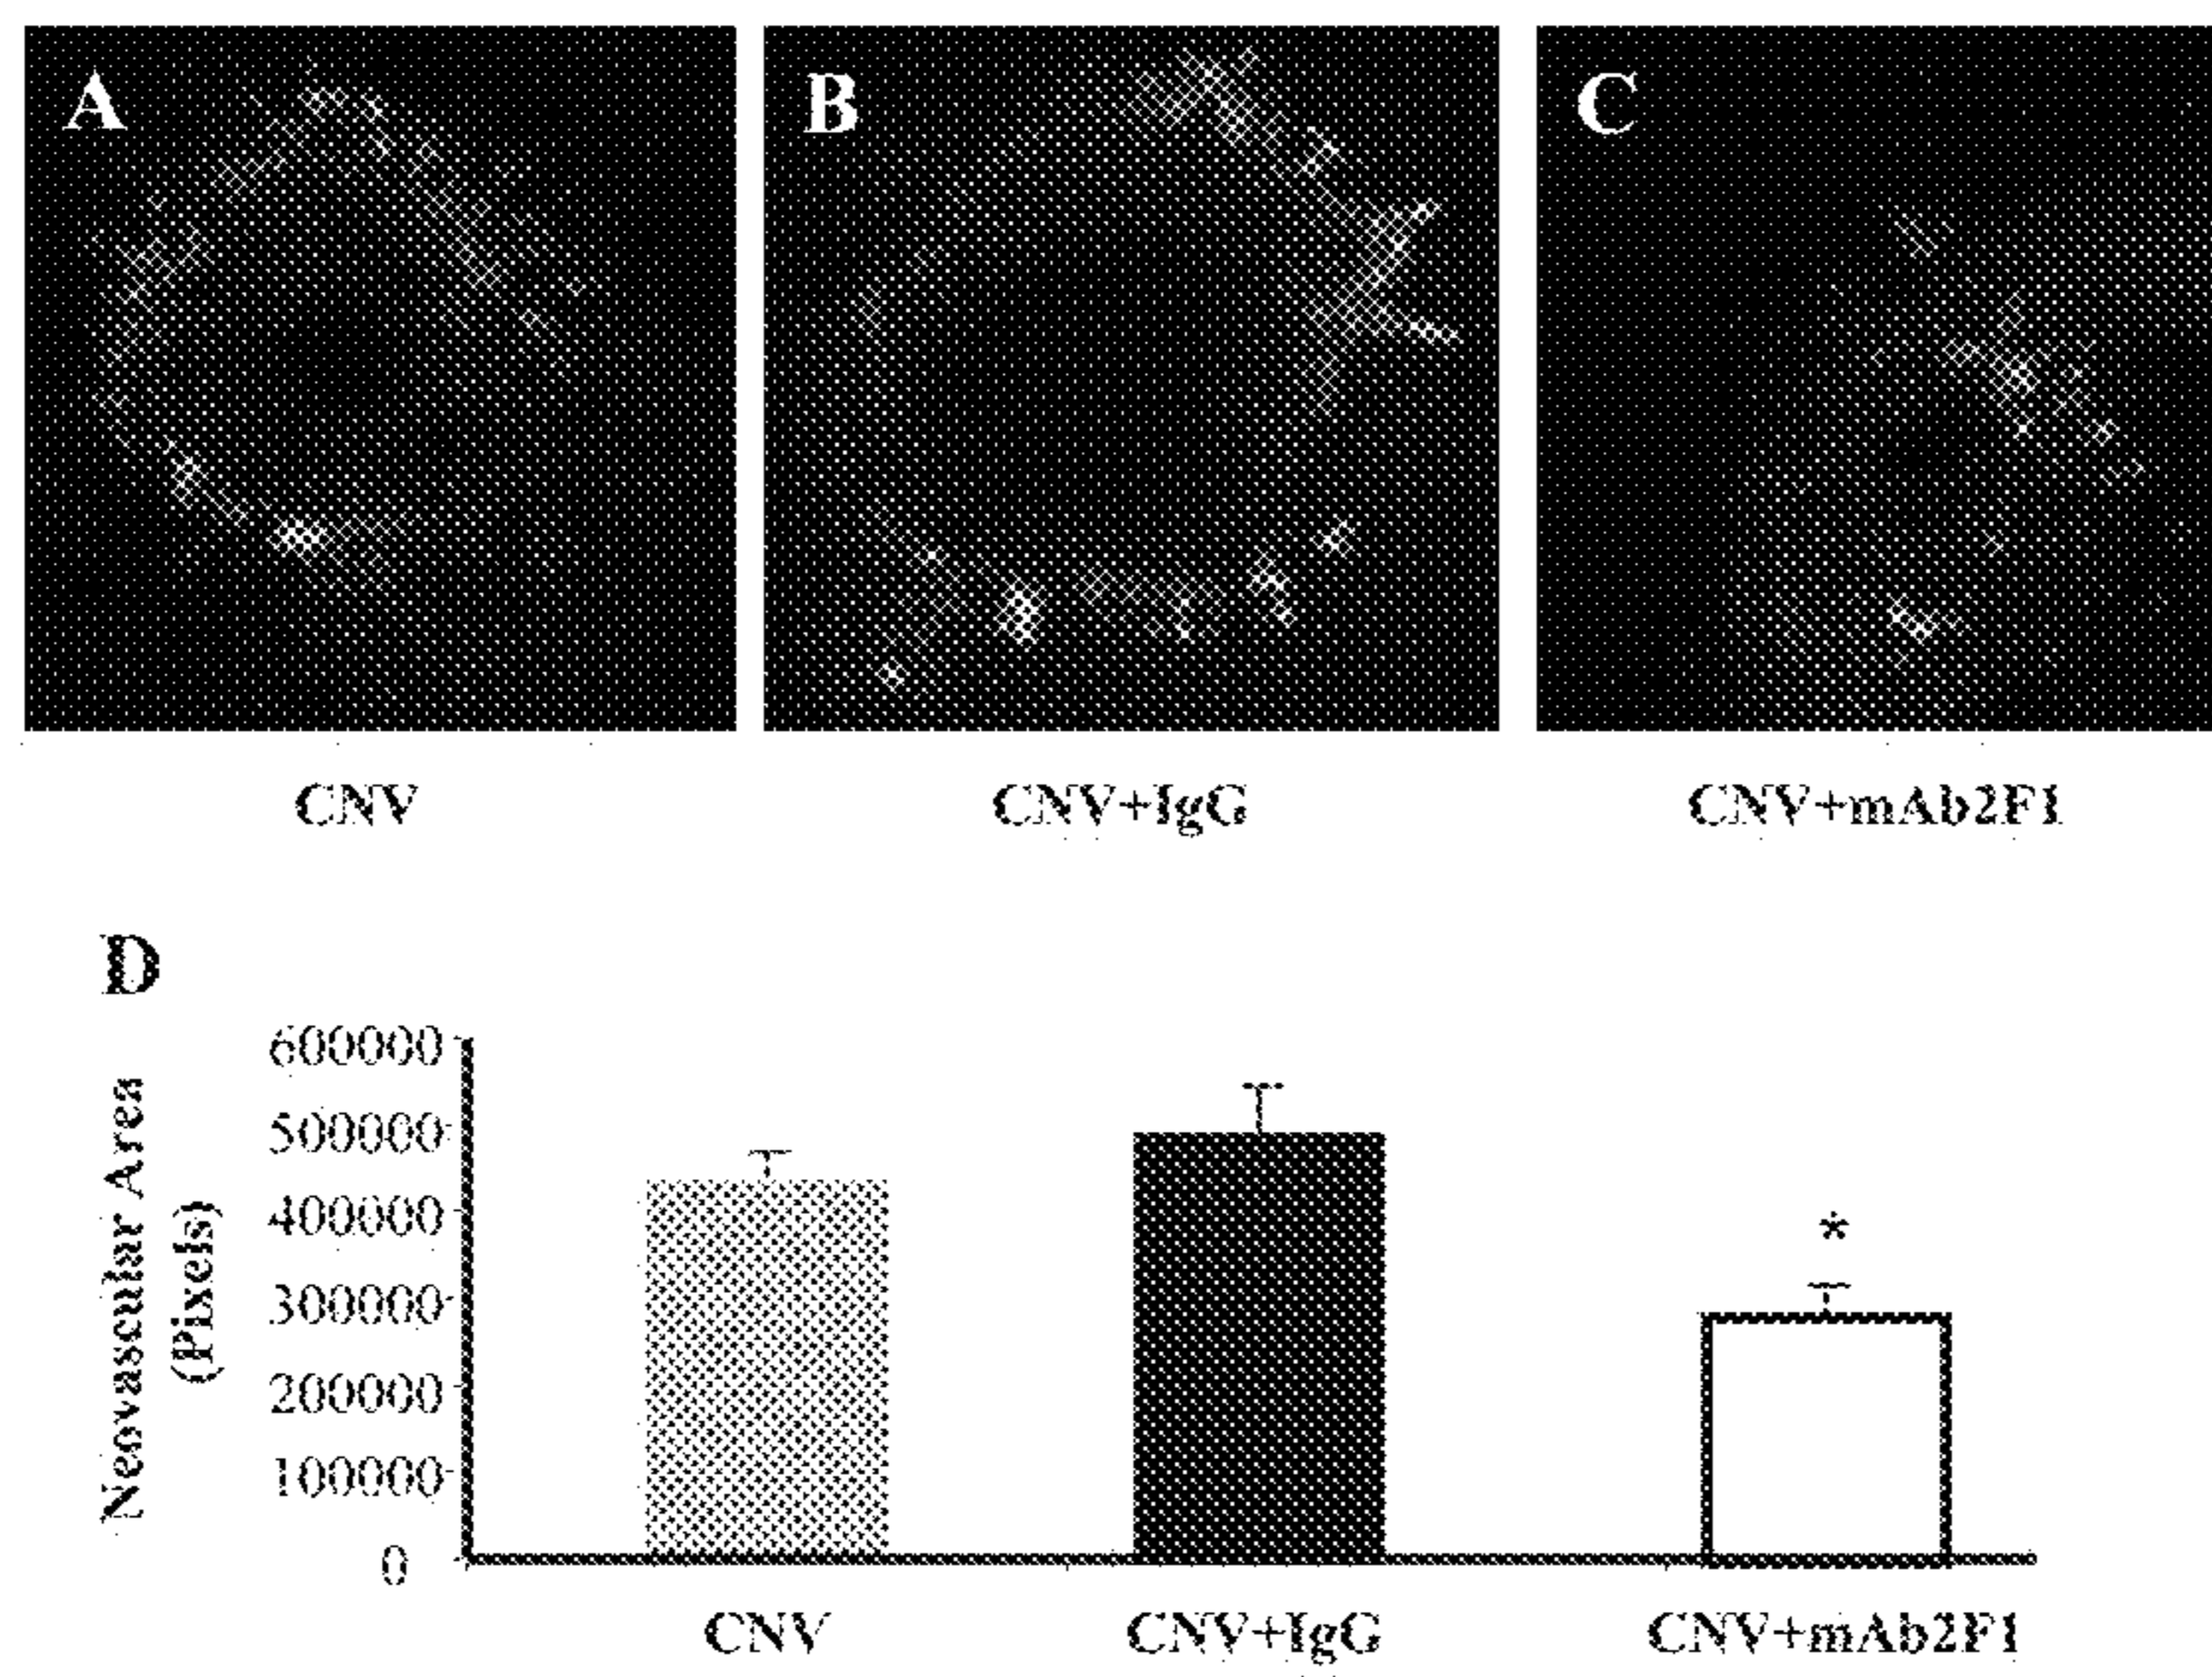 A
B
C
CNV
CNV+IgG
CNV+mAb2F1
D
Neovascular Area
(Pixels)
600000
500000
400000
300000
200000
100000
0
*
CNV
CNV+IgG
CNV+mAb2F1